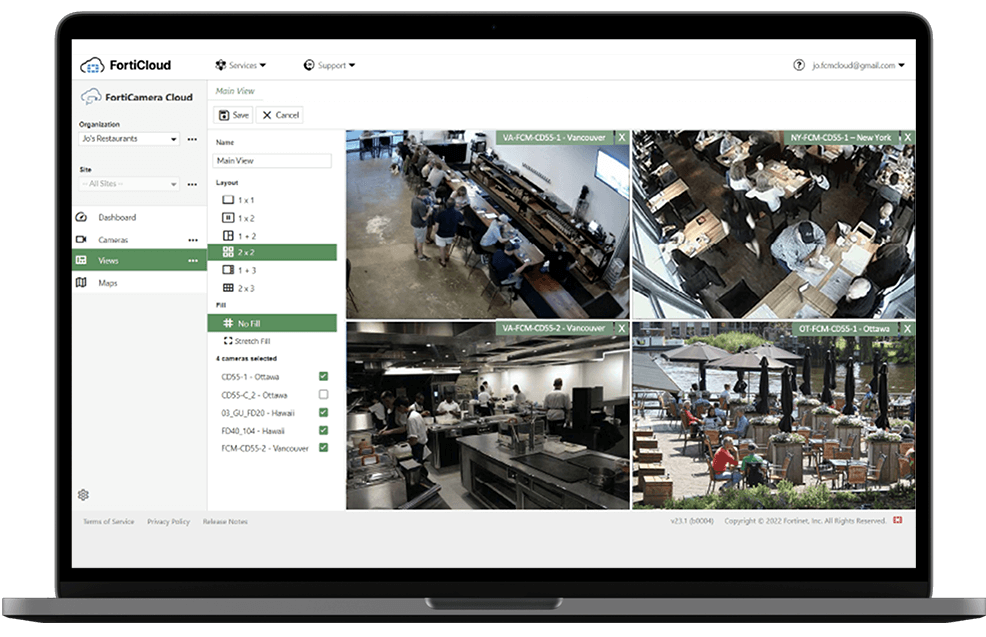 FortiCloud
Services
Support
jo.fcmcloud@gmail.com
FortiCamera Cloud
Organization
Jo's Restaurants
Site
-- All Sites --
Dashboard
Cameras
Views
Maps
Main View
Save
Cancel
Name
Main View
Layout
1 x 1
1 x 2
1 + 2
2 x 2
1 + 3
2 x 3
Fill
No Fill
Stretch Fill
4 cameras selected
CD55-1 - Ottawa
CD55-C_2 - Ottawa
03_GU_FD20 - Hawaii
FD40_104 - Hawaii
FCM-CD55-2 - Vancouver
VA-FCM-CD55-1 - Vancouver X
NY-FCM-CD55-1 – New York X
VA-FCM-CD55-2 - Vancouver X
OT-FCM-CD55-1 - Ottawa X
Terms of Service Privacy Policy Release Notes
v23.1 (b0004) Copyright © 2022 Fortinet, Inc. All Rights Reserved.